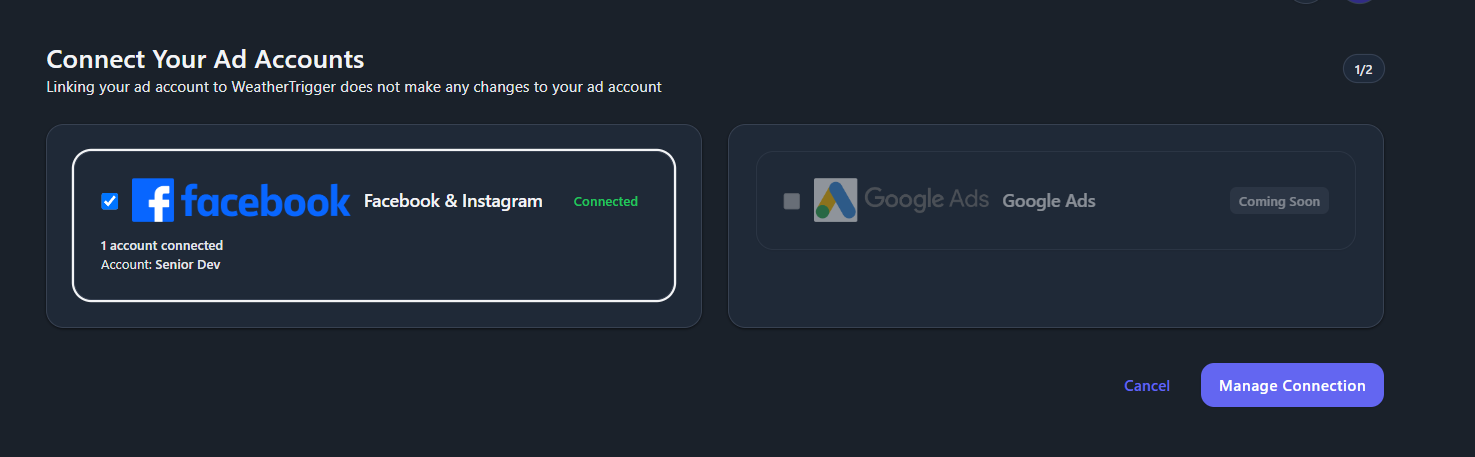 Connect Your Ad Accounts
Linking your ad account to WeatherTrigger does not make any changes to your ad account
1/2
facebook Facebook & Instagram Connected
1 account connected
Account: Senior Dev
Google Ads Google Ads Coming Soon
Cancel Manage Connection